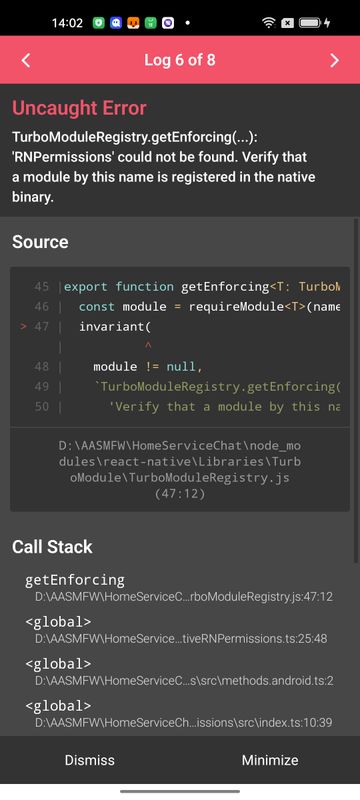 14:02
Log 6 of 8
Uncaught Error
TurboModuleRegistry.getEnforcing(...):
'RNPermissions' could not be found. Verify that
a module by this name is registered in the native
binary.
Source
45 |export function getEnforcing<T: TurboM
46 |  const module = requireModule<T>(name
> 47 |  invariant(
|           ^
48 |    module != null,
49 |    `TurboModuleRegistry.getEnforcing(
50 |      'Verify that a module by this na
D:\AASMFW\HomeServiceChat\node_mo
dules\react-native\Libraries\Turb
oModule\TurboModuleRegistry.js
(47:12)
Call Stack
getEnforcing
D:\AASMFW\HomeServiceC...rboModuleRegistry.js:47:12
<global>
D:\AASMFW\HomeService...tiveRNPermissions.ts:25:48
<global>
D:\AASMFW\HomeServiceC...s\src\methods.android.ts:2
<global>
D:\AASMFW\HomeServiceCh...issions\src\index.ts:10:39
Dismiss Minimize